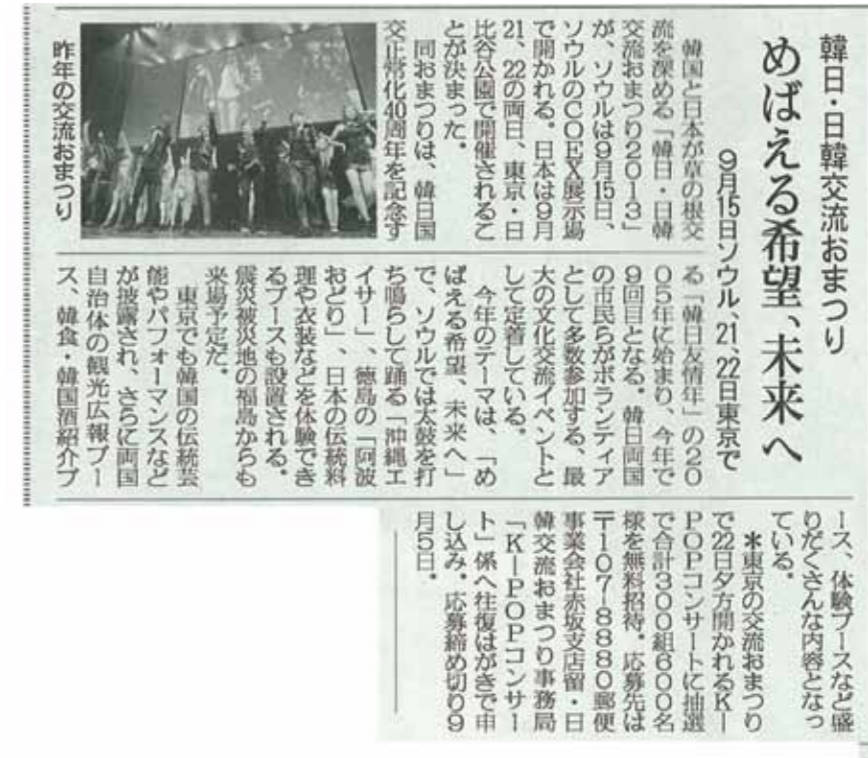 韓日・日韓交流おまつり
めばえる希望、未来へ
9月15日ソウル、21、22日東京で
韓国と日本が草の根交
流を深める「韓日・日韓
交流おまつり2013」
が、ソウルは9月15日、
ソウルのCOEX展示場
で開かれる。日本は9月
21、22の両日、東京・日
比谷公園で開催されるこ
とが決まった。
同おまつりは、韓日国
交正常化40周年を記念す
昨年の交流おまつり
る「韓日友情年」の20
05年に始まり、今年で
9回目となる。韓日両国
の市民らがボランティア
として多数参加する、最
大の文化交流イベントと
して定着している。
今年のテーマは、「め
ばえる希望、未来へ」
で、ソウルでは太鼓を打
ち鳴らして踊る「沖縄エ
イサー」、徳島の「阿波
おどり」、日本の伝統料
理や衣装などを体験でき
るブースも設置される。
震災被災地の福島からも
来場予定だ。
東京でも韓国の伝統芸
能やパフォーマンスなど
が披露され、さらに両国
自治体の観光広報ブー
ス、韓食・韓国酒紹介ブ
ース、体験ブースなど盛
りだくさんな内容となっ
ている。
＊東京の交流おまつり
で22日夕方開かれるK―
POPコンサートに抽選
で合計300組600名
様を無料招待。応募先は
〒107-8880郵便
事業会社赤坂支店留・日
韓交流おまつり事務局
「K―POPコンサー
ト」係へ往復はがきで申
し込み。応募締め切り9
月5日。